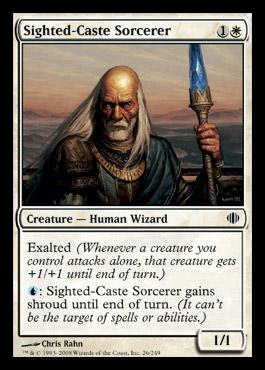 Sighted-Caste Sorcerer 1
Creature — Human Wizard
Exalted (Whenever a creature you
control attacks alone, that creature gets
+1/+1 until end of turn.)
: Sighted-Caste Sorcerer gains
shroud until end of turn. (It can't
be the target of spells or abilities.)
Chris Rahn
1/1
™ & © 1993-2008 Wizards of the Coast, Inc. 26/249